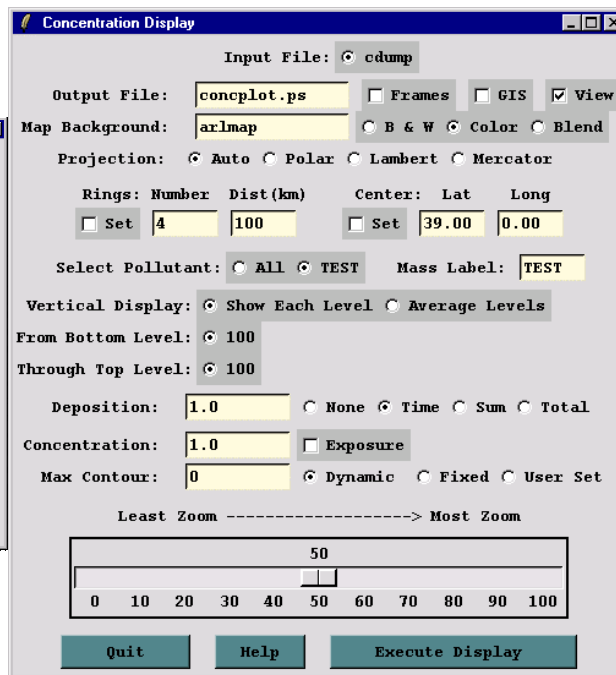 Concentration Display
Input File: cdump
Output File: concplot.ps Frames GIS View
Map Background: arlmap B & W Color Blend
Projection: Auto Polar Lambert Mercator
Rings: Number Dist(km) Center: Lat Long
Set 4 100 Set 39.00 0.00
Select Pollutant: All TEST Mass Label: TEST
Vertical Display: Show Each Level Average Levels
From Bottom Level: 100
Through Top Level: 100
Deposition: 1.0 None Time Sum Total
Concentration: 1.0 Exposure
Max Contour: 0 Dynamic Fixed User Set
Least Zoom -------------------> Most Zoom
50
0 10 20 30 40 50 60 70 80 90 100
Quit Help Execute Display